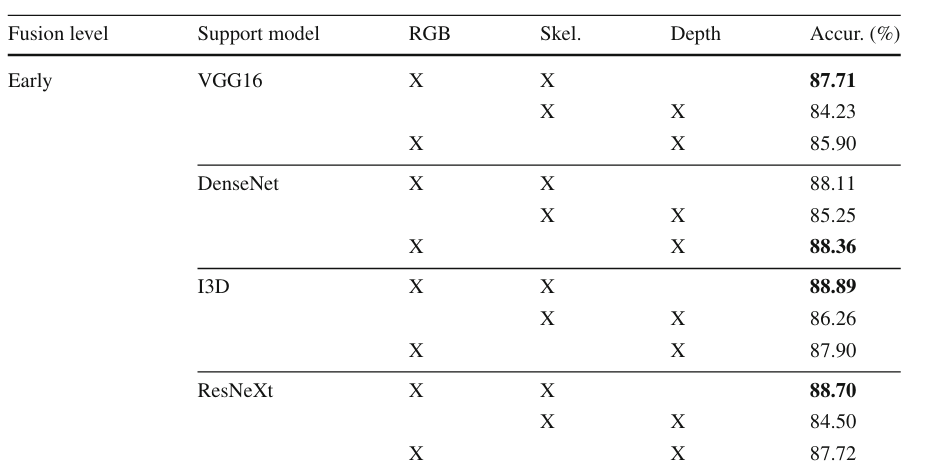 Fusion level Support model RGB Skel. Depth Accur. (%)
Early VGG16 X X 87.71
X X 84.23
X X 85.90
DenseNet X X 88.11
X X 85.25
X X 88.36
I3D X X 88.89
X X 86.26
X X 87.90
ResNeXt X X 88.70
X X 84.50
X X 87.72